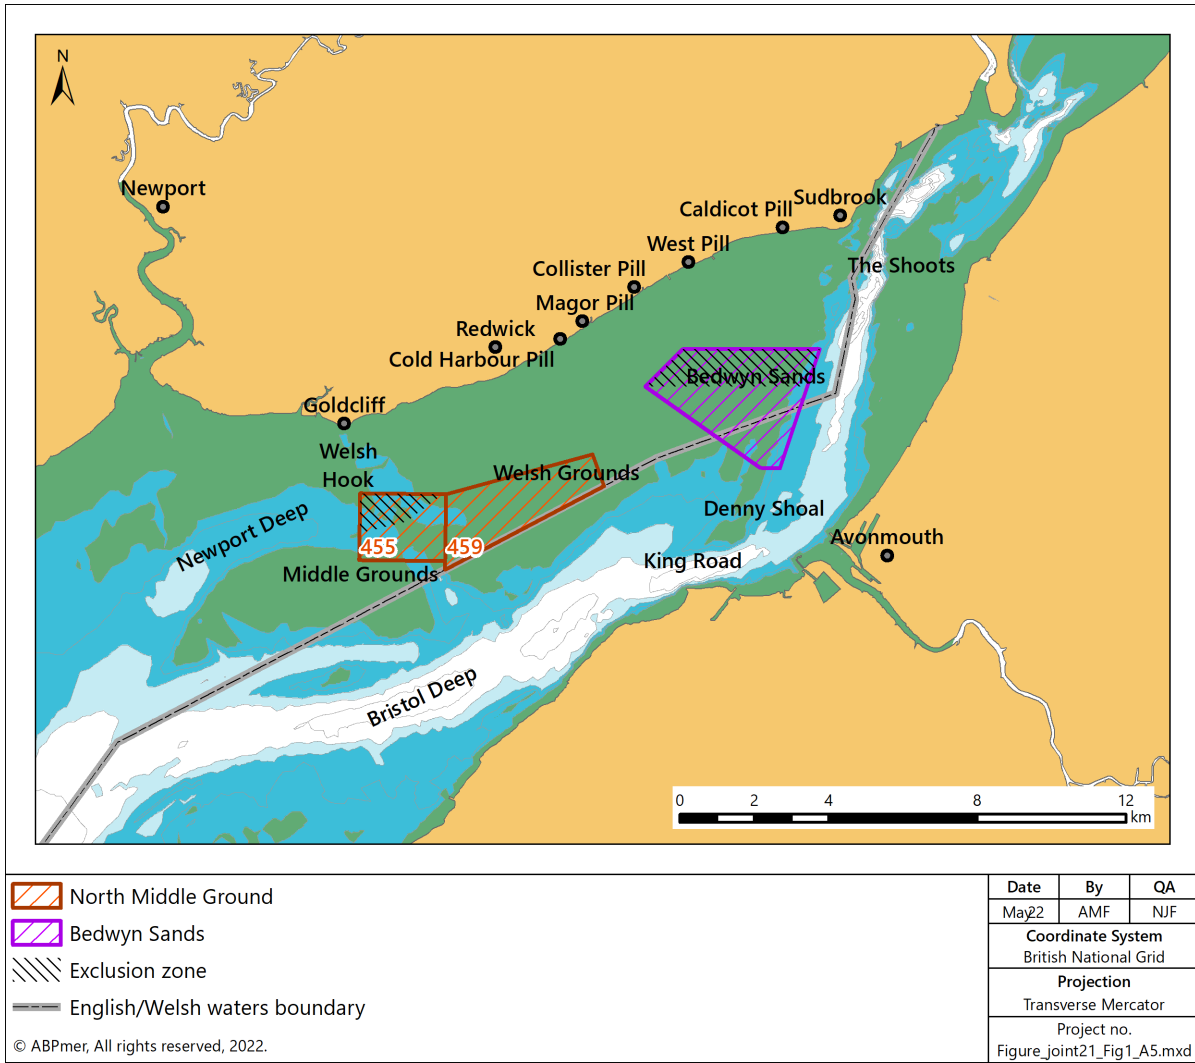 N
Newport
Sudbrook
Caldicot Pill
West Pill
The Shoots
Collister Pill
Magor Pill
Redwick
Cold Harbour Pill
Bedwyn Sands
Goldcliff
Welsh
Hook
Welsh Grounds
Newport Deep
Denny Shoal
Avonmouth
455
459
King Road
Middle Grounds
Bristol Deep
0 2 4 8 12
km
North Middle Ground
Bedwyn Sands
Exclusion zone
English/Welsh waters boundary
© ABPmer, All rights reserved, 2022.
Date By QA
May22 AMF NJF
Coordinate System
British National Grid
Projection
Transverse Mercator
Project no.
Figure_joint21_Fig1_A5.mxd